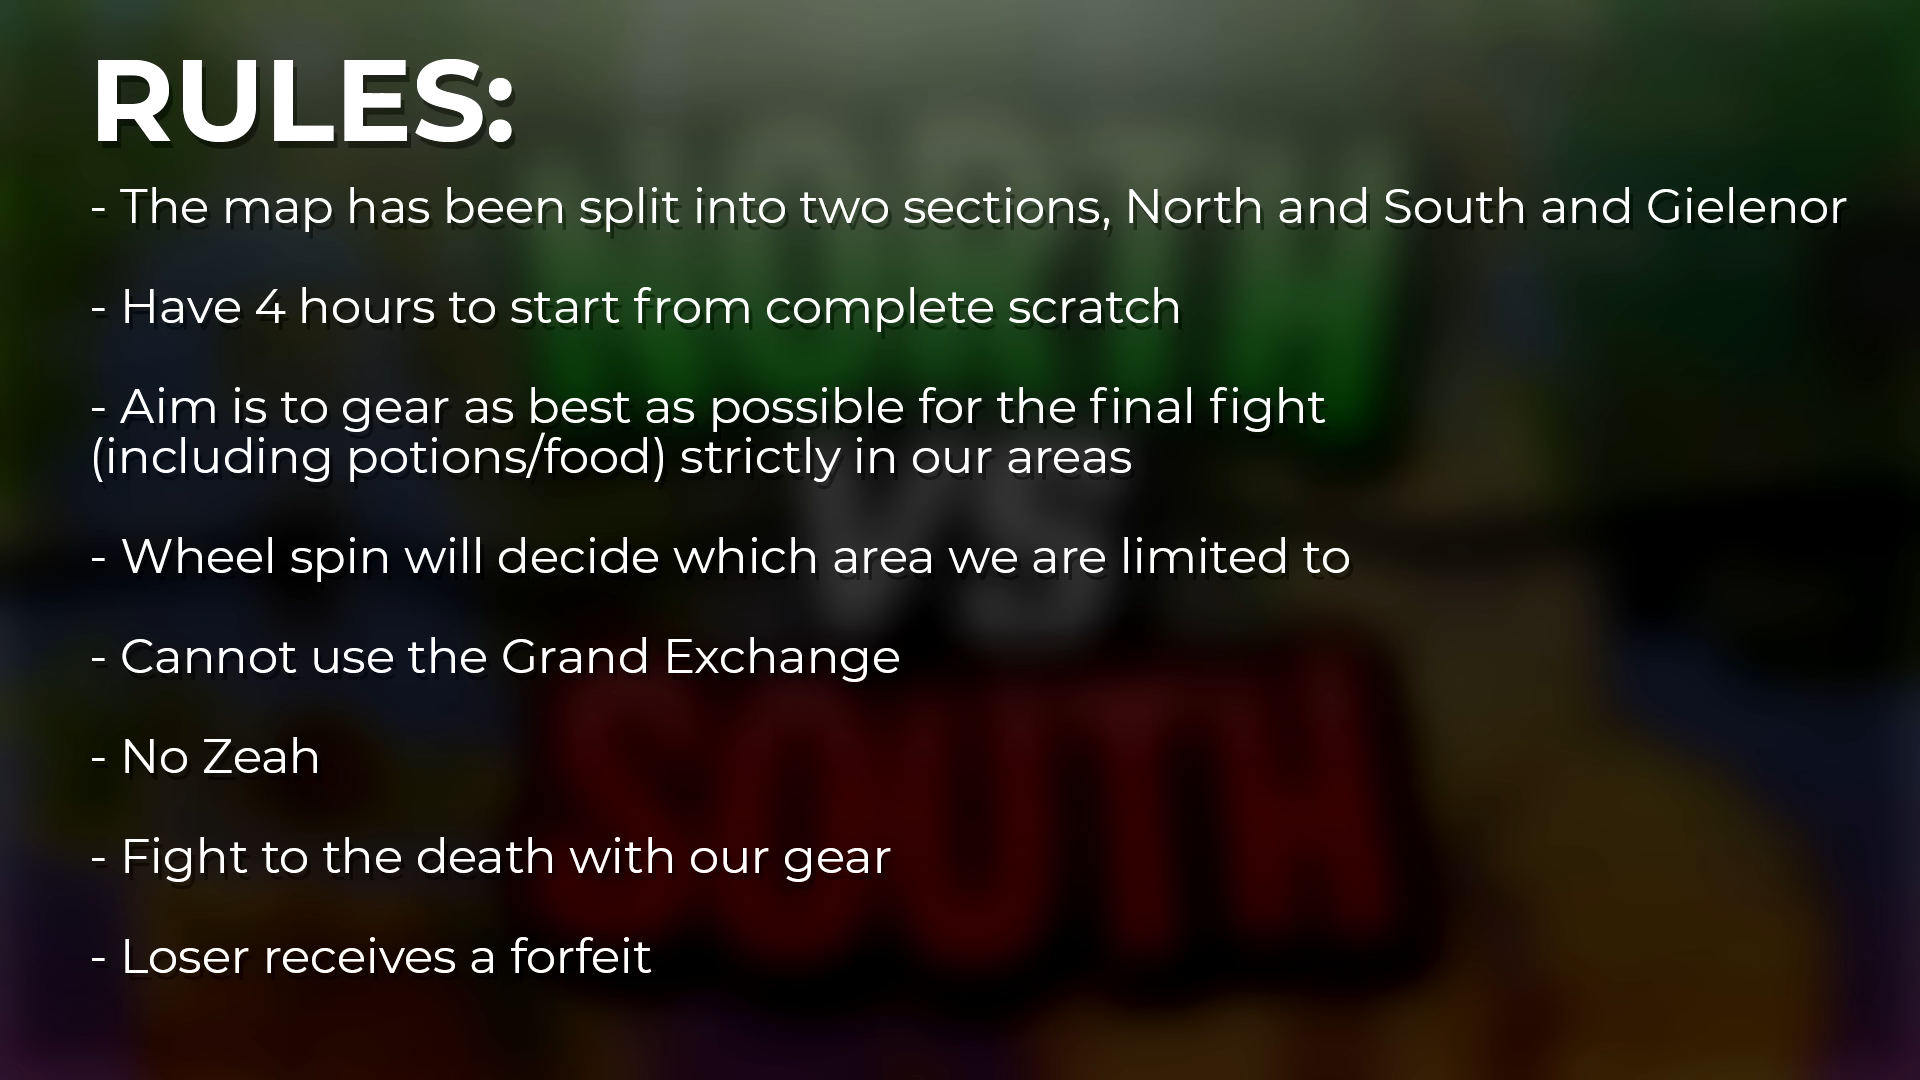 RULES:
- The map has been split into two sections, North and South and Gielenor
- Have 4 hours to start from complete scratch
- Aim is to gear as best as possible for the final fight
(including potions/food) strictly in our areas
- Wheel spin will decide which area we are limited to
- Cannot use the Grand Exchange
- No Zeah
- Fight to the death with our gear
- Loser receives a forfeit
NORTH
VS
SOUTH